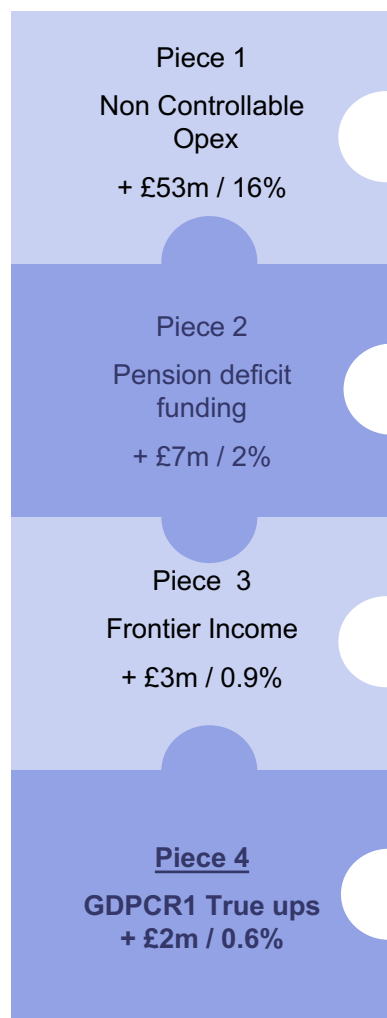 Piece 1
Non Controllable
Opex
+ £53m / 16%
Piece 2
Pension deficit
funding
+ £7m / 2%
Piece  3
Frontier Income
+ £3m / 0.9%
Piece 4
GDPCR1 True ups
+ £2m / 0.6%